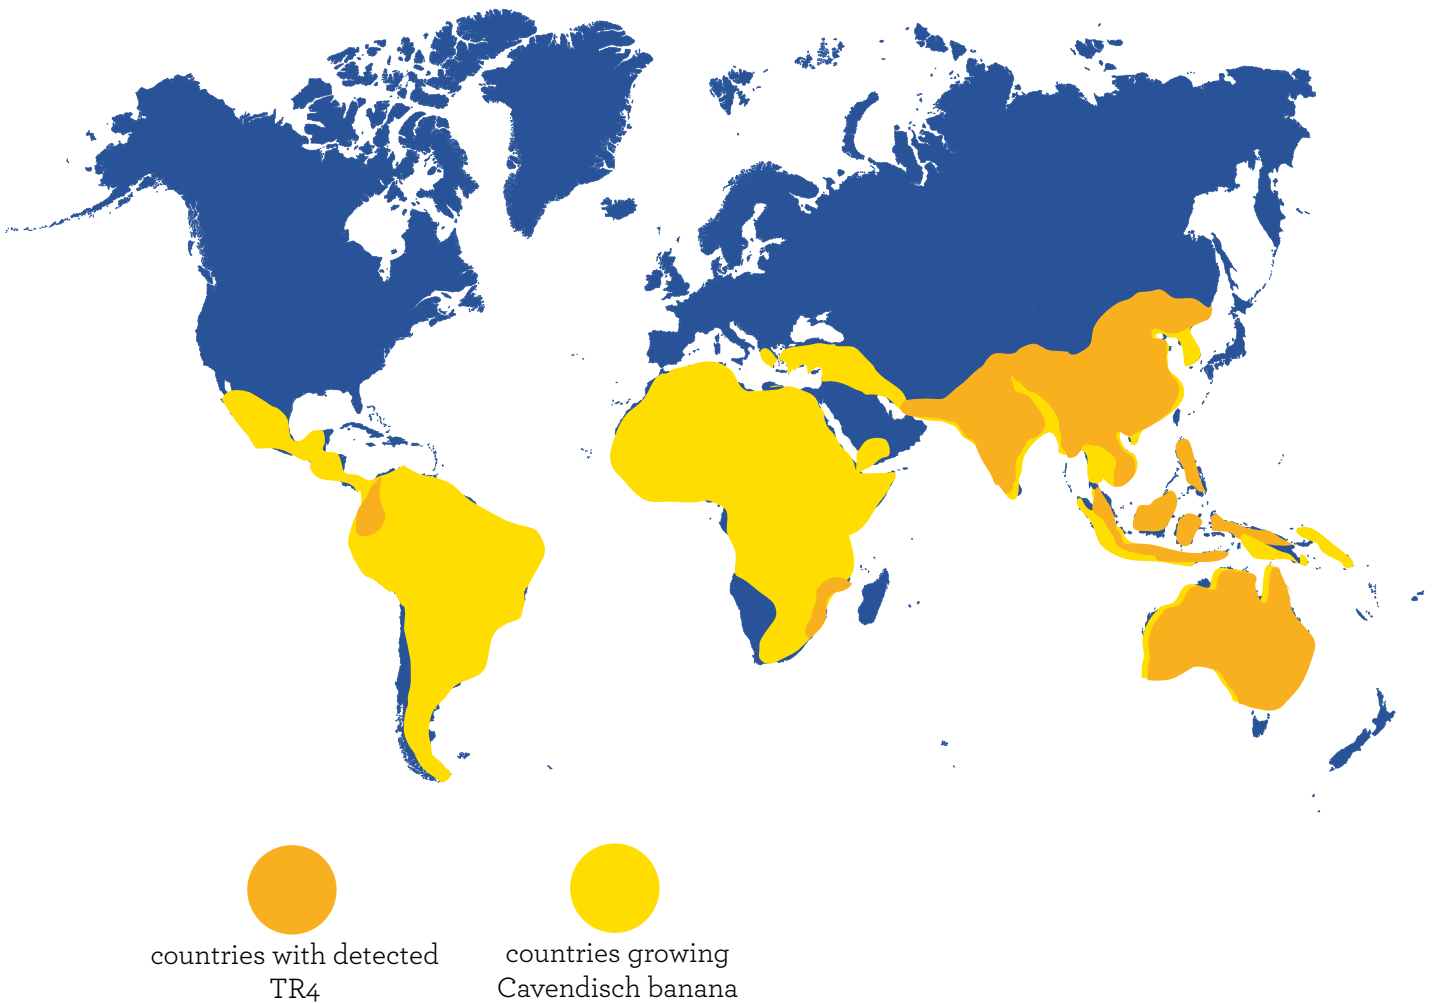 countries with detected
TR4
countries growing
Cavendisch banana